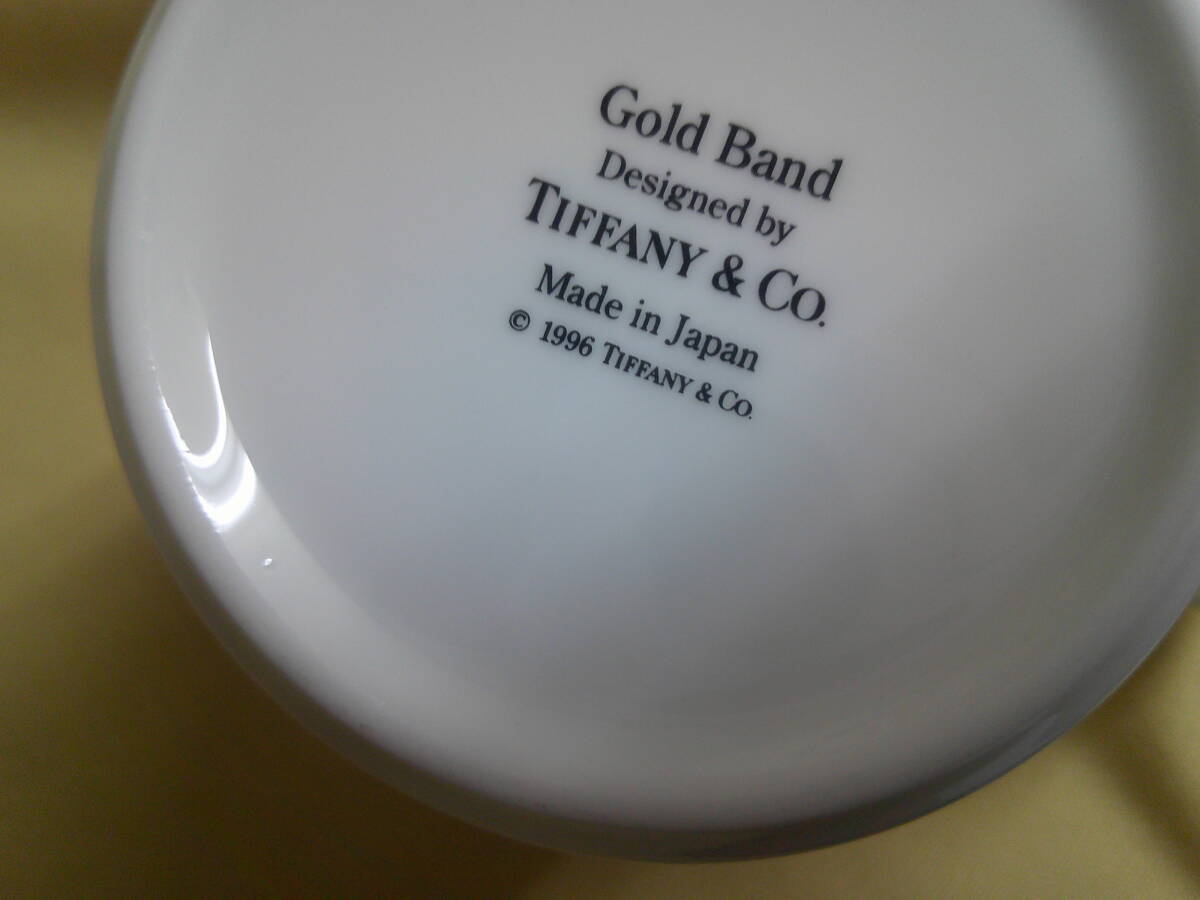 Gold Band
Designed by
TIFFANY & CO.
Made in Japan
© 1996 TIFFANY & CO.